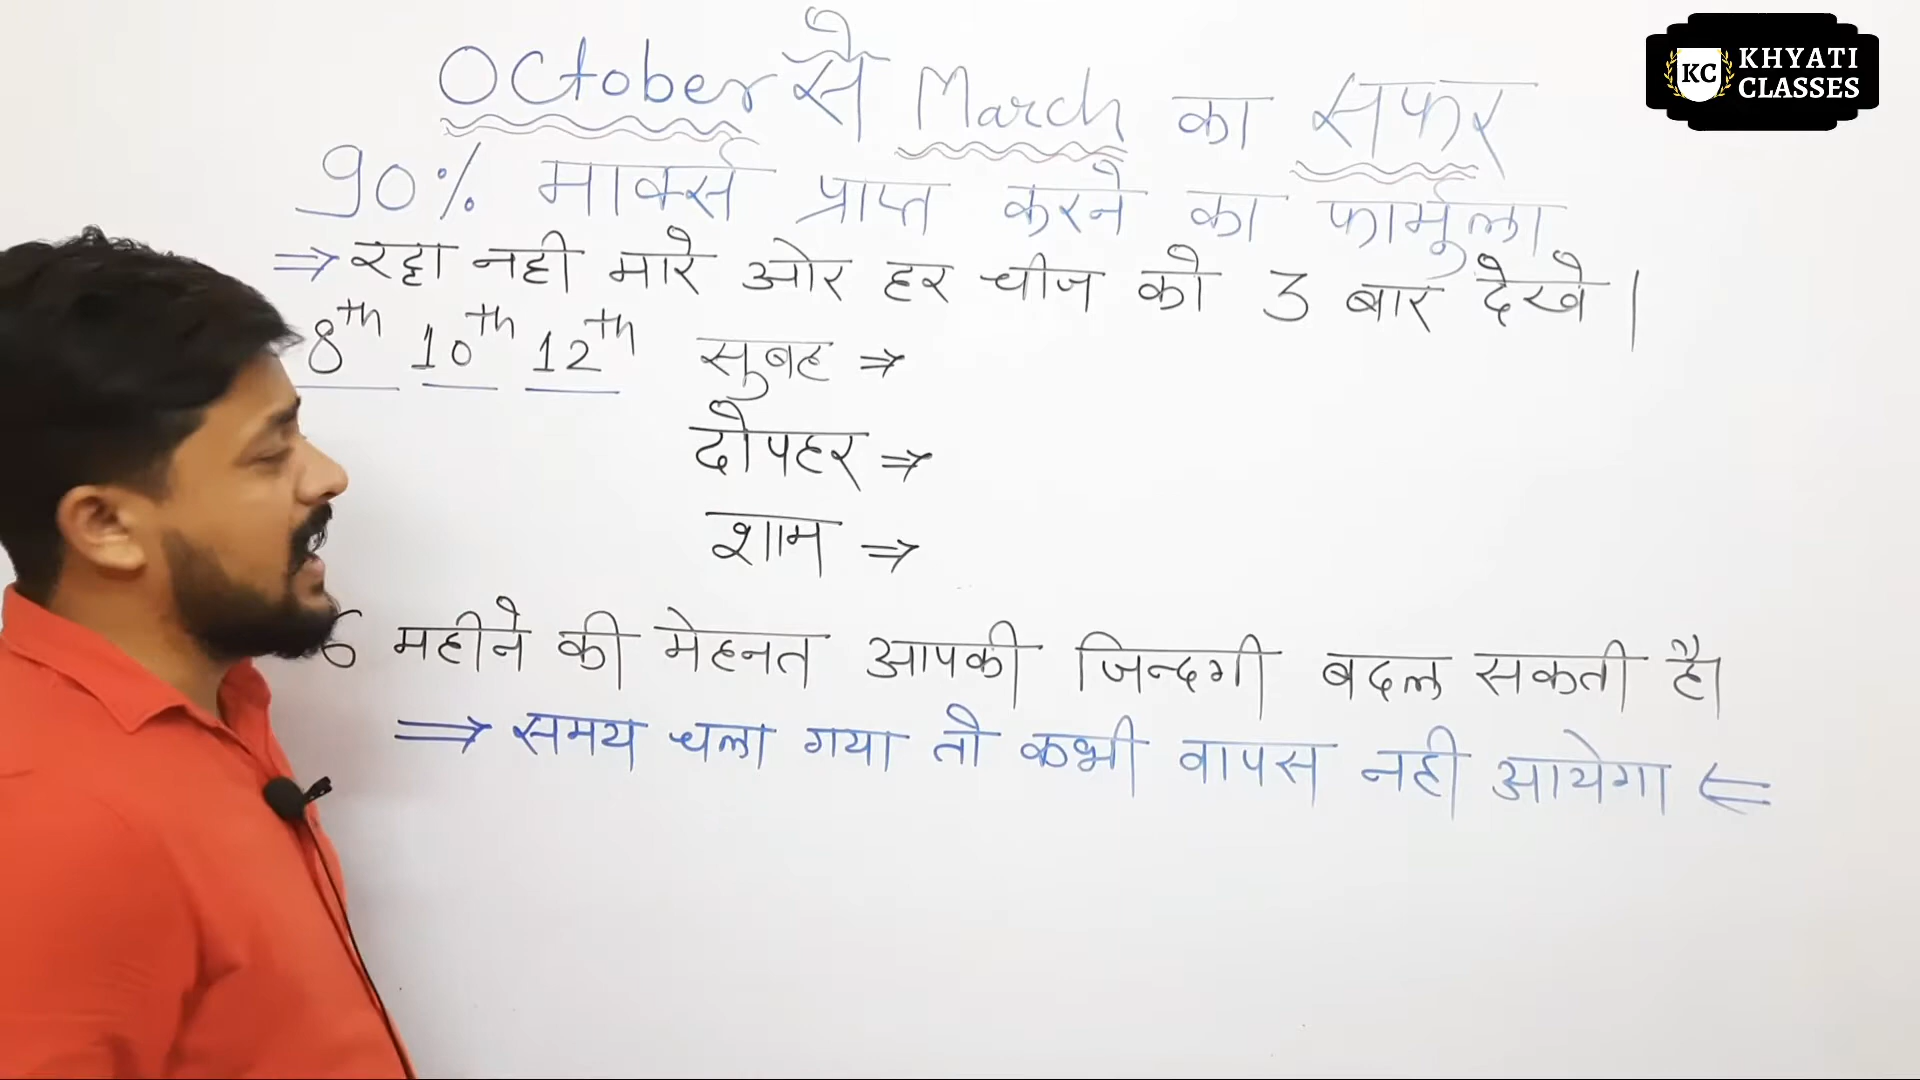 October से March का सफर
KC KHYATI CLASSES
90% मार्क्स प्राप्त करने का फार्मूला
⇒ रट्टा नही मारे ओर हर चीज को 3 बार देखे |
8th 10th 12th सुबह ⇒
दोपहर ⇒
शाम ⇒
6 महीने की मेहनत आपकी जिन्दगी बदल सकती है।
⇒ समय चला गया तो कभी वापस नही आयेगा ⇐